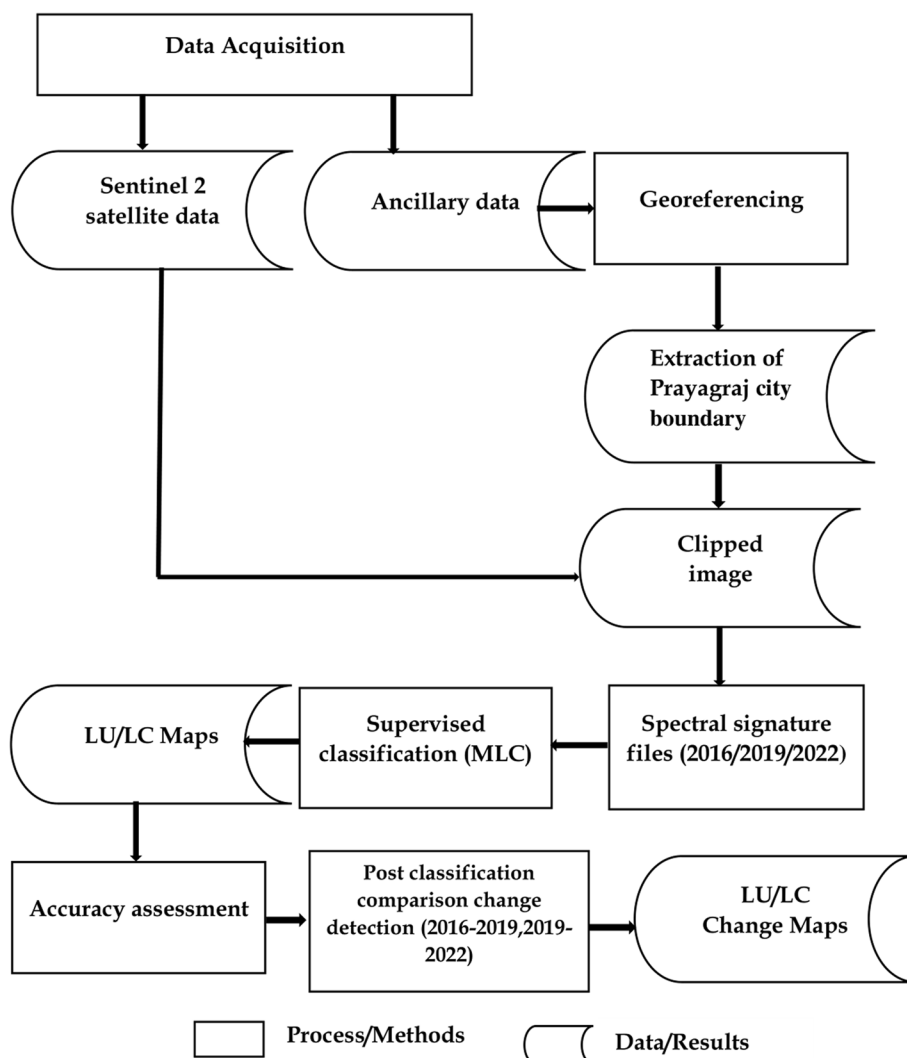 Data Acquisition
Sentinel 2
satellite data
Ancillary data
Georeferencing
Extraction of
Prayagraj city
boundary
Clipped
image
Spectral signature
files (2016/2019/2022)
Supervised
classification (MLC)
LU/LC Maps
Accuracy assessment
Post classification
comparison change
detection (2016-2019,2019-
2022)
LU/LC
Change Maps
Process/Methods
Data/Results